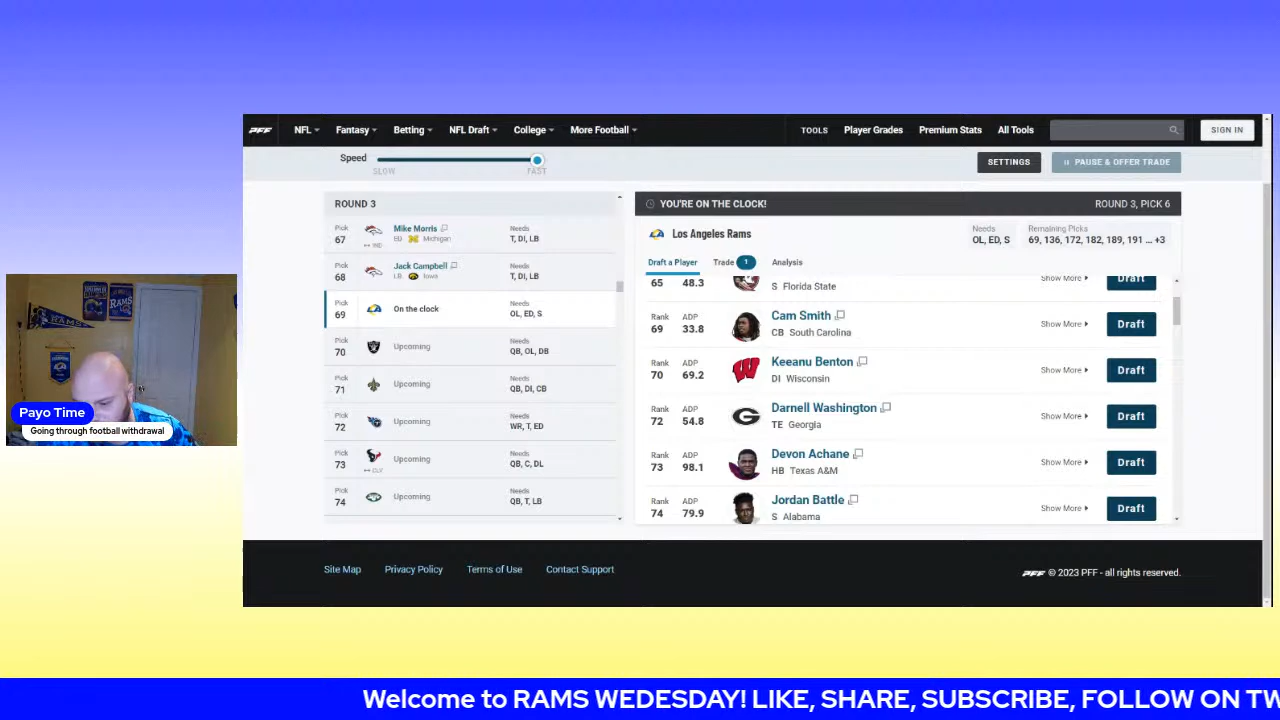 PFF NFL Fantasy Betting NFL Draft College More Football TOOLS Player Grades Premium Stats All Tools SIGN IN
Speed
SLOW FAST
SETTINGS
PAUSE & OFFER TRADE
ROUND 3
Pick 67 Mike Morris Needs
ED Michigan T, DI, LB
IND
Pick 68 Jack Campbell Needs
LB Iowa T, DI, LB
Pick 69 On the clock Needs
OL, ED, S
Pick 70 Upcoming Needs
QB, OL, DB
Pick 71 Upcoming Needs
QB, DI, CB
Pick 72 Upcoming Needs
WR, T, ED
Pick 73 Upcoming Needs
QB, C, DL
CLV
Pick 74 Upcoming Needs
QB, T, LB
YOU'RE ON THE CLOCK! ROUND 3, PICK 6
Los Angeles Rams
Needs
OL, ED, S
Remaining Picks
69, 136, 172, 182, 189, 191 ... +3
Draft a Player Trade 1 Analysis
65 48.3 S Florida State Show More Draft
Rank ADP Cam Smith
69 33.8 CB South Carolina Show More Draft
Rank ADP Keeanu Benton
70 69.2 DI Wisconsin Show More Draft
Rank ADP Darnell Washington
72 54.8 TE Georgia Show More Draft
Rank ADP Devon Achane
73 98.1 HB Texas A&M Show More Draft
Rank ADP Jordan Battle
74 79.9 S Alabama Show More Draft
RAMS
Payo Time
Going through football withdrawal
Site Map Privacy Policy Terms of Use Contact Support
PFF © 2023 PFF - all rights reserved.
Welcome to RAMS WEDESDAY! LIKE, SHARE, SUBSCRIBE, FOLLOW ON TW